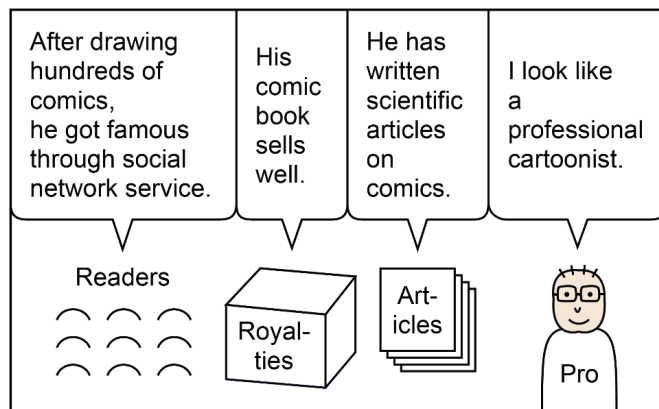 After drawing
hundreds of
comics,
he got famous
through social
network service.
His
comic
book
sells
well.
He has
written
scientific
articles
on
comics.
I look like
a
professional
cartoonist.
Readers
Royal-
ties
Art-
icles
Pro